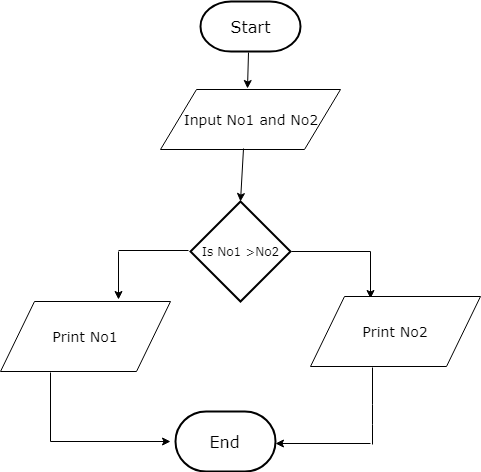 Start
Input No1 and No2
Is No1 >No2
Print No1
Print No2
End